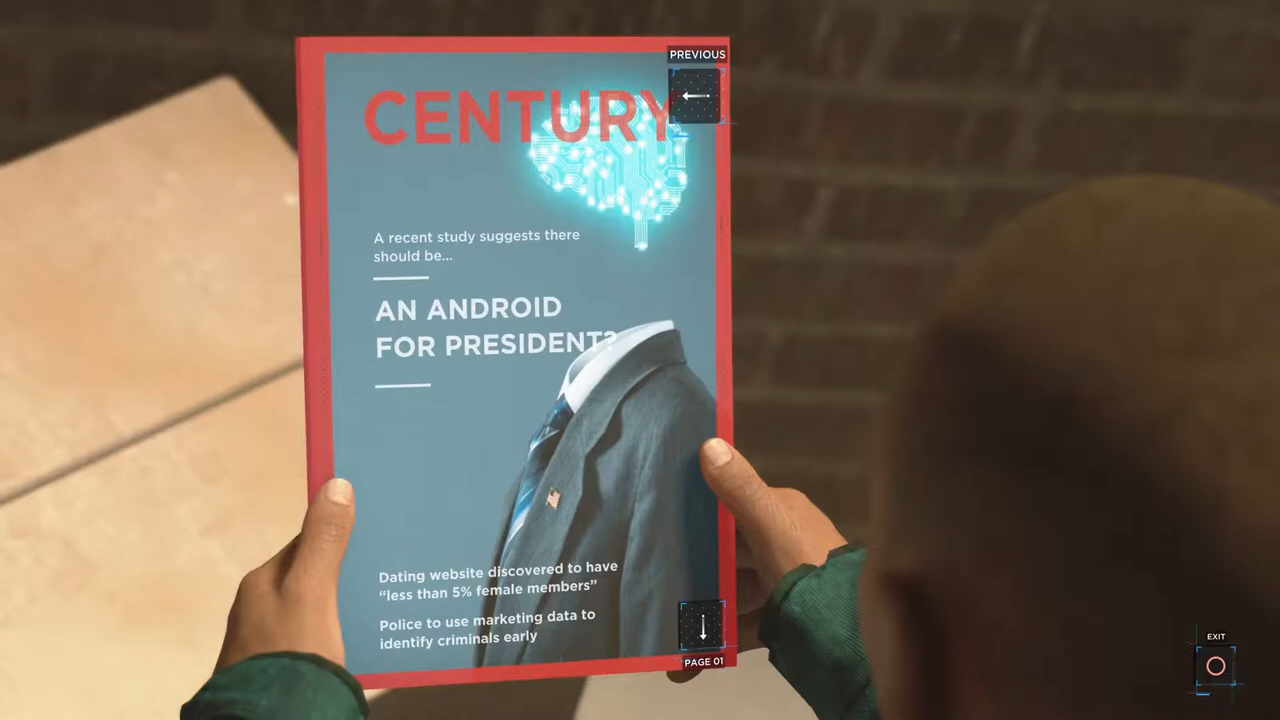 PREVIOUS
CENTURY
A recent study suggests there
should be...
AN ANDROID
FOR PRESIDENT?
Dating website discovered to have
“less than 5% female members”
Police to use marketing data to
identify criminals early
PAGE 01
EXIT